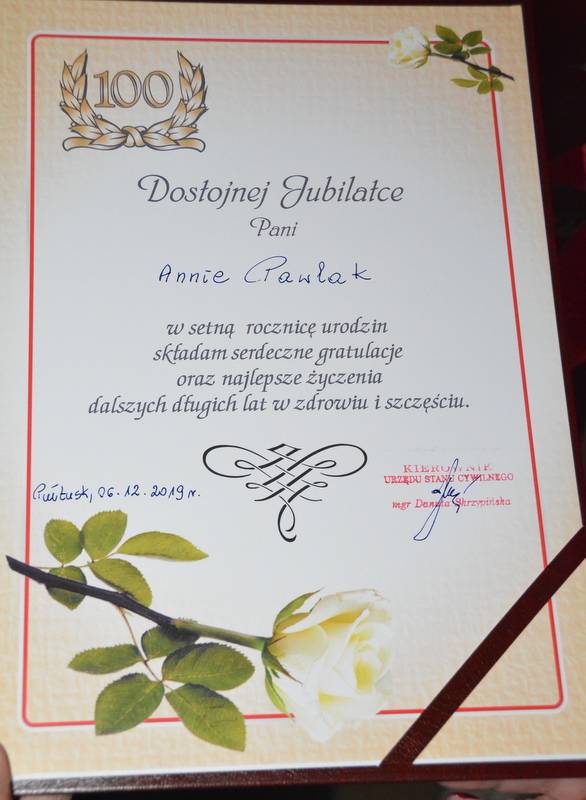 100
Dostojnej Jubilatce
Pani
Annie Pawlak
w setną rocznicę urodzin
składam serdeczne gratulacje
oraz najlepsze życzenia
dalszych długich lat w zdrowiu i szczęściu.
Pułtusk, 06.12.2019 r.
KIEROWNIK
URZĘDU STANU CYWILNEGO
mgr Danuta Skrzypińska